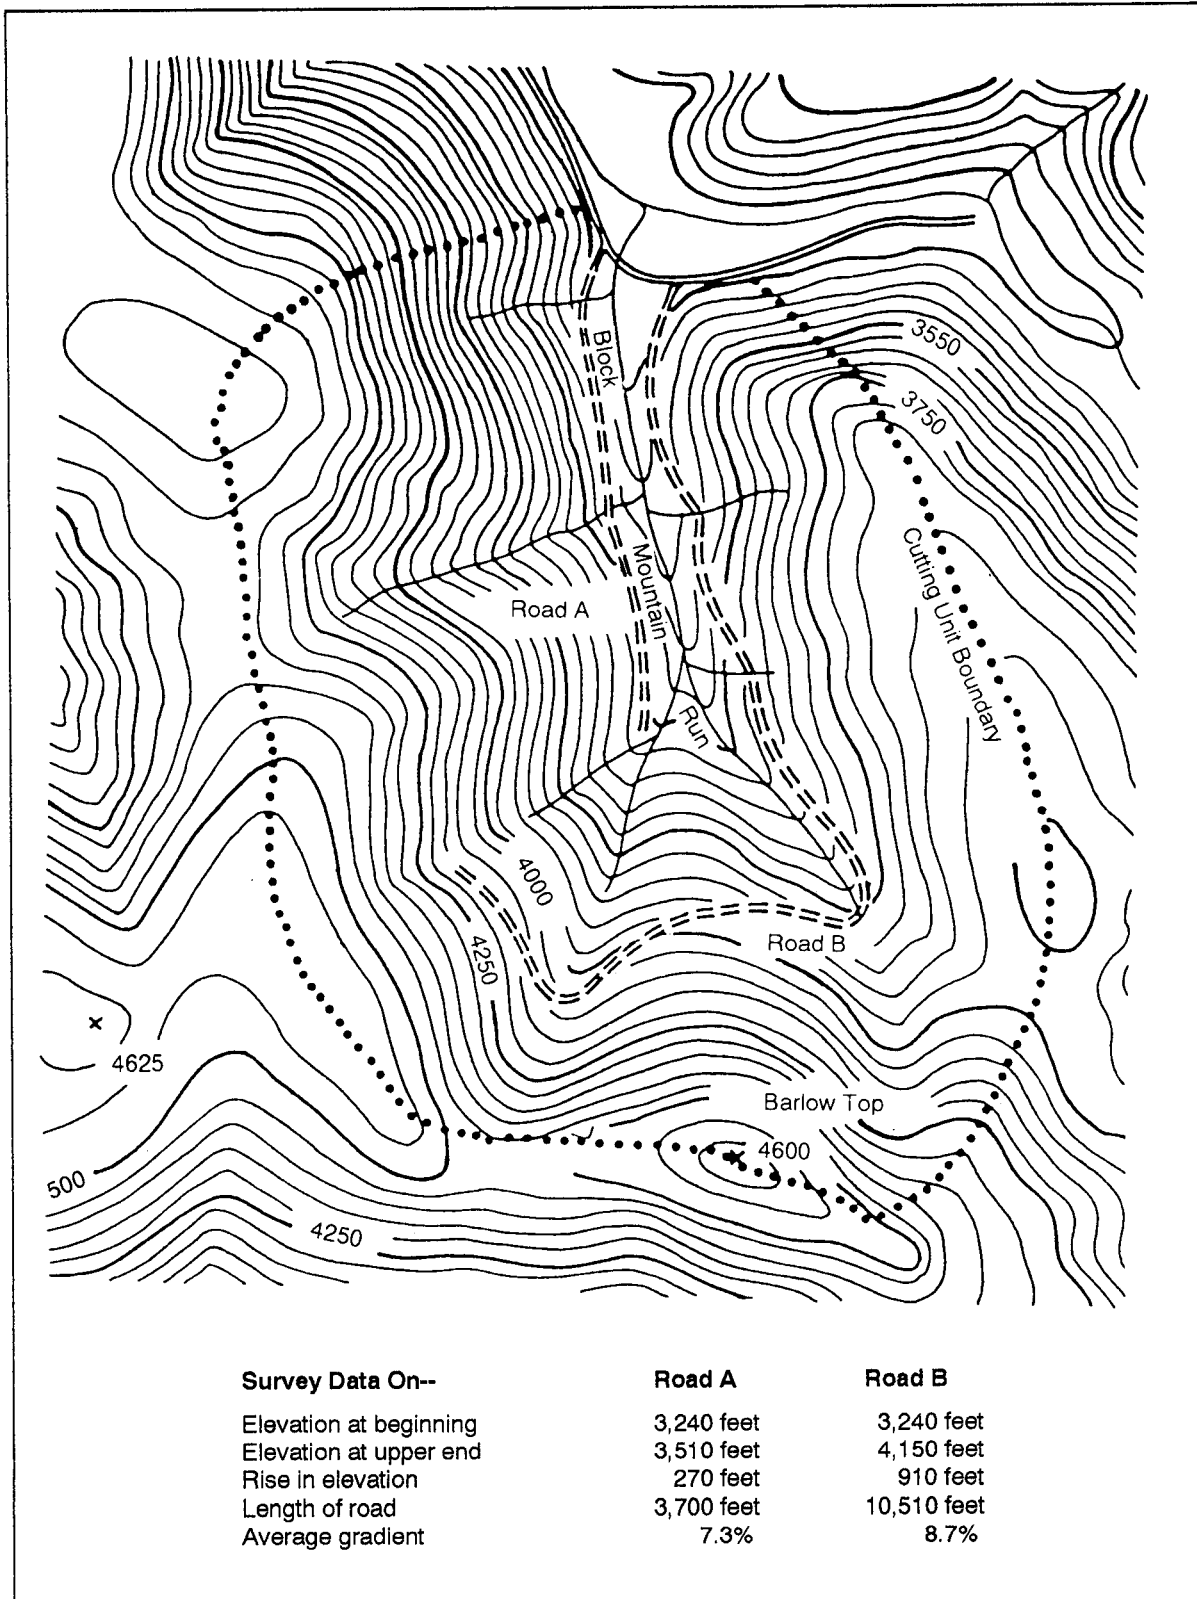 3550
3750
Block
Cutting Unit Boundary
Mountain
Road A
Run
4000
Road B
4250
4625
Barlow Top
4600
500
4250
Survey Data On-- Road A Road B
Elevation at beginning 3,240 feet 3,240 feet
Elevation at upper end 3,510 feet 4,150 feet
Rise in elevation 270 feet 910 feet
Length of road 3,700 feet 10,510 feet
Average gradient 7.3% 8.7%